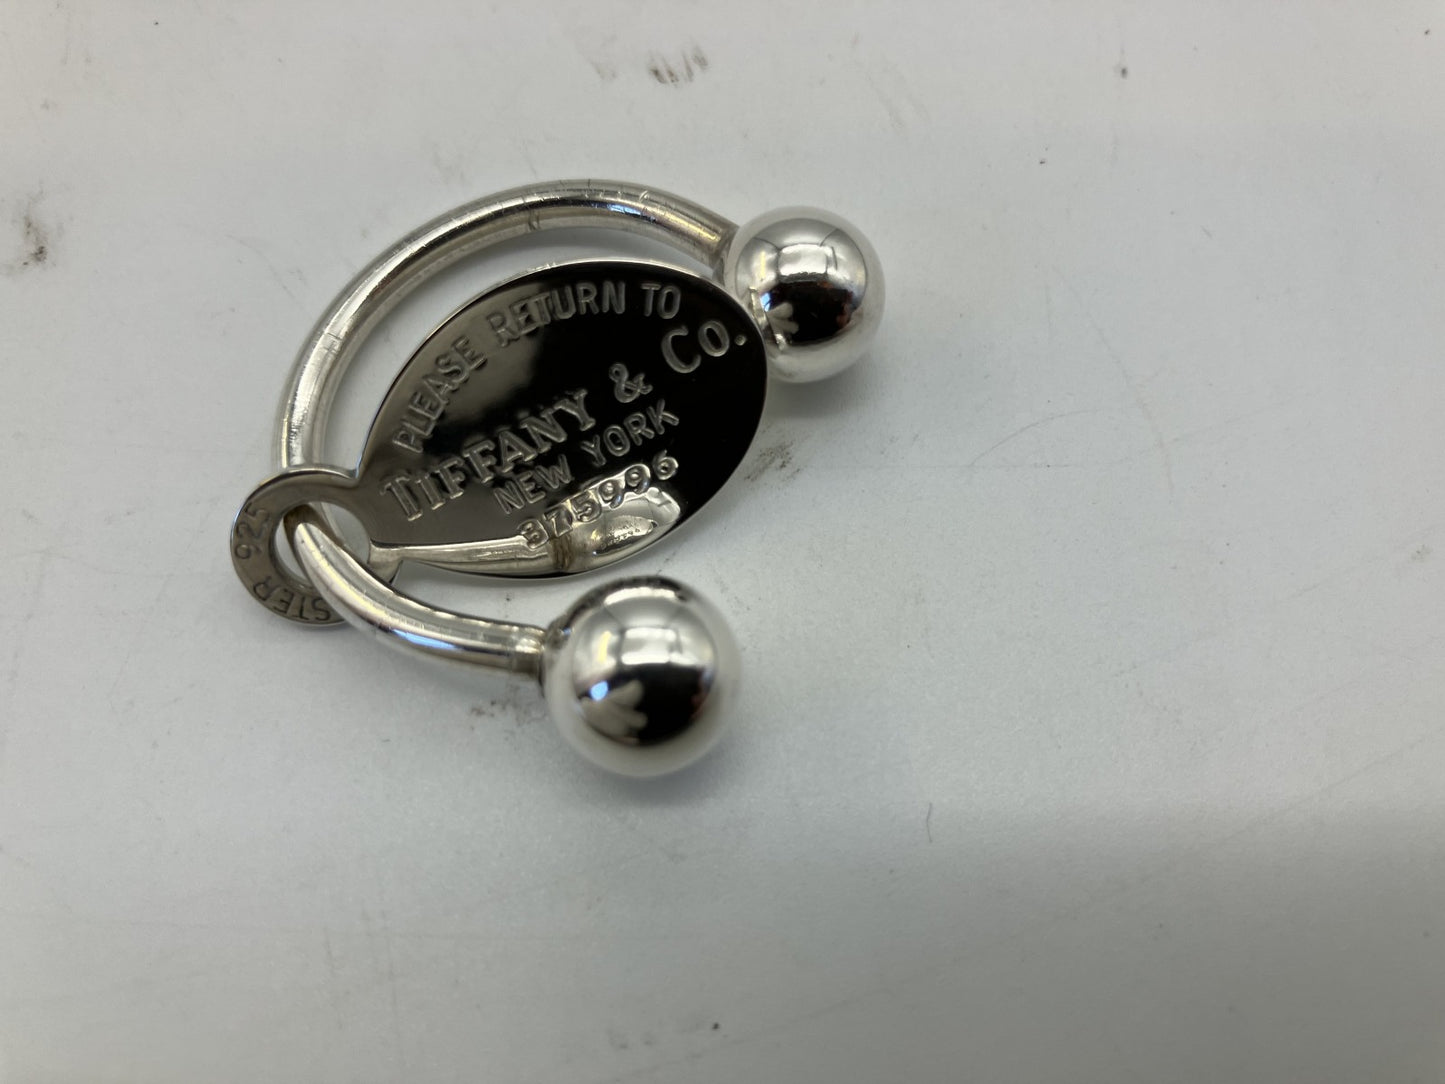 PLEASE RETURN TO
TIFFANY & Co.
NEW YORK
375996
STER 925